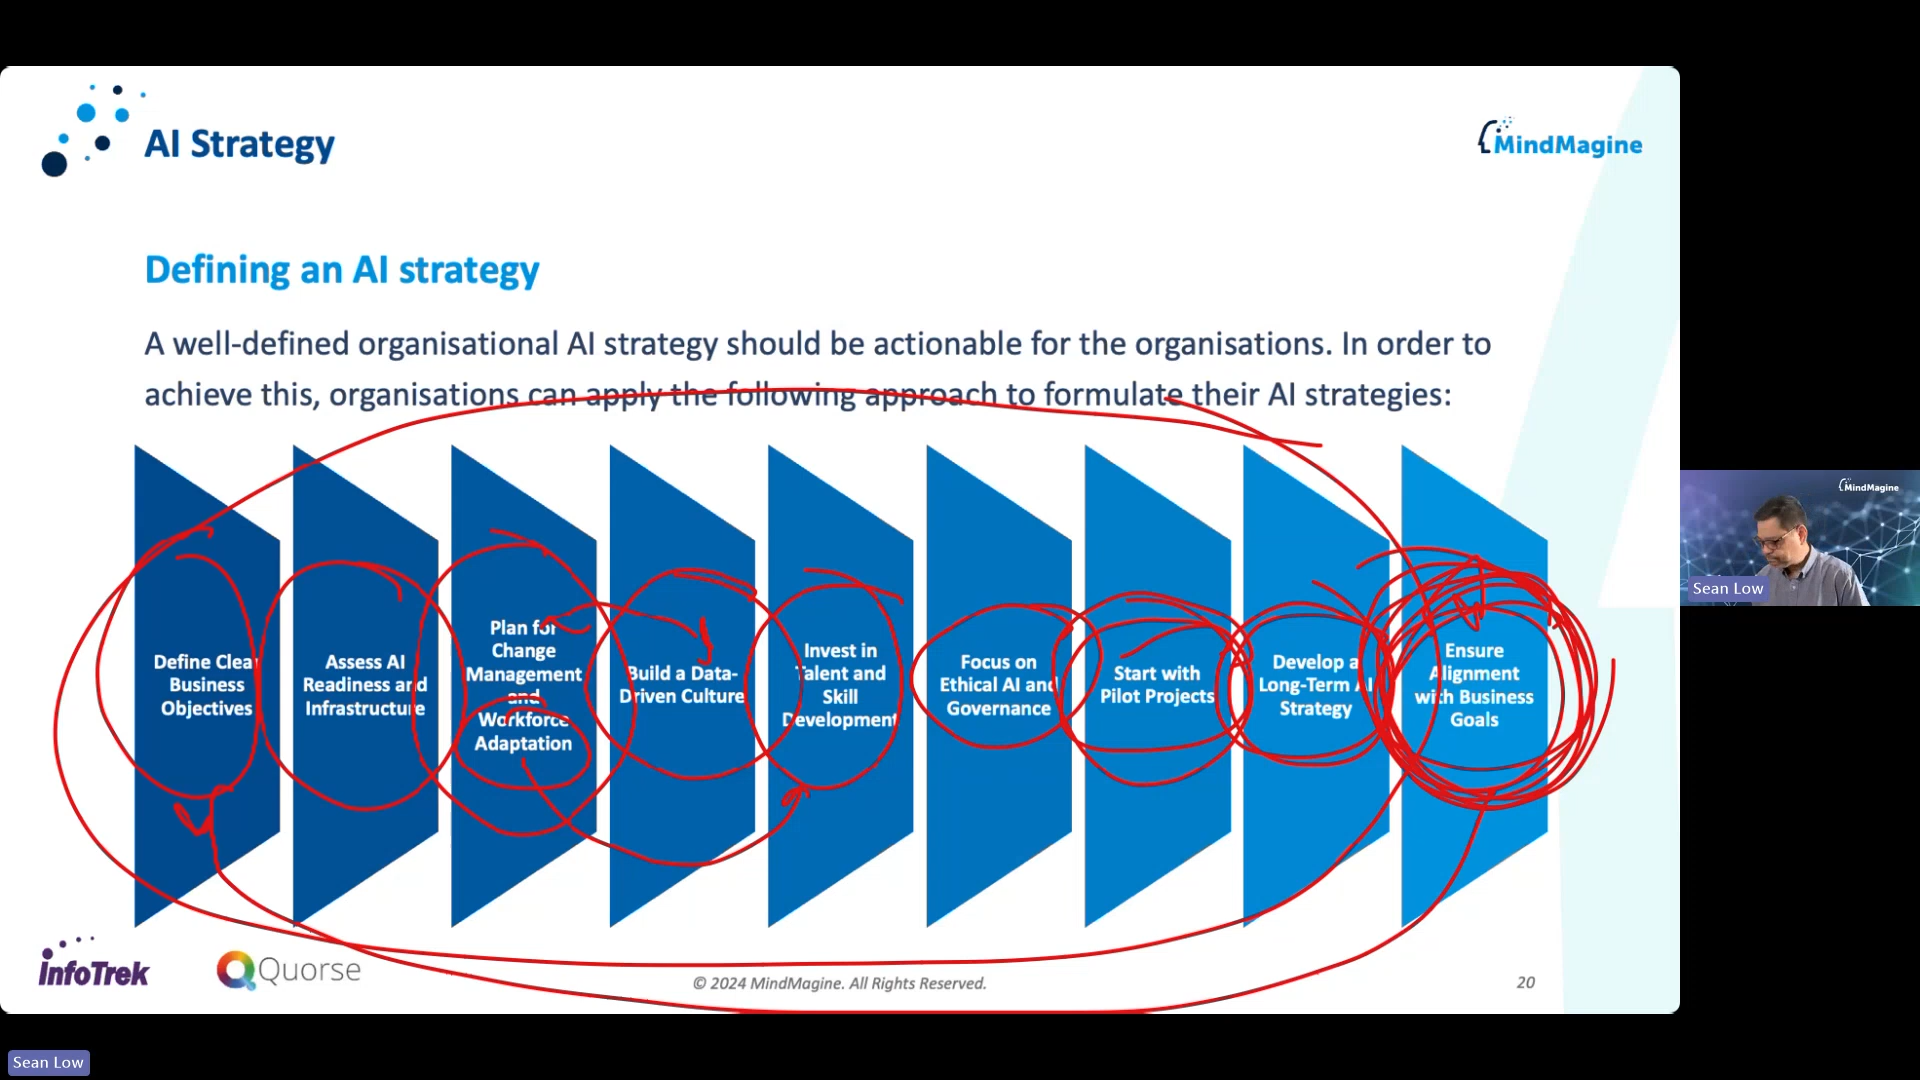 AI Strategy
MindMagine
Defining an AI strategy
A well-defined organisational AI strategy should be actionable for the organisations. In order to
achieve this, organisations can apply the following approach to formulate their AI strategies:
Define Clear
Business
Objectives
Assess AI
Readiness and
Infrastructure
Plan for
Change
Management
and
Workforce
Adaptation
Build a Data-
Driven Culture
Invest in
Talent and
Skill
Development
Focus on
Ethical AI and
Governance
Start with
Pilot Projects
Develop a
Long-Term AI
Strategy
Ensure
Alignment
with Business
Goals
MindMagine
Sean Low
infoTrek
Quorse
© 2024 MindMagine. All Rights Reserved.
20
Sean Low